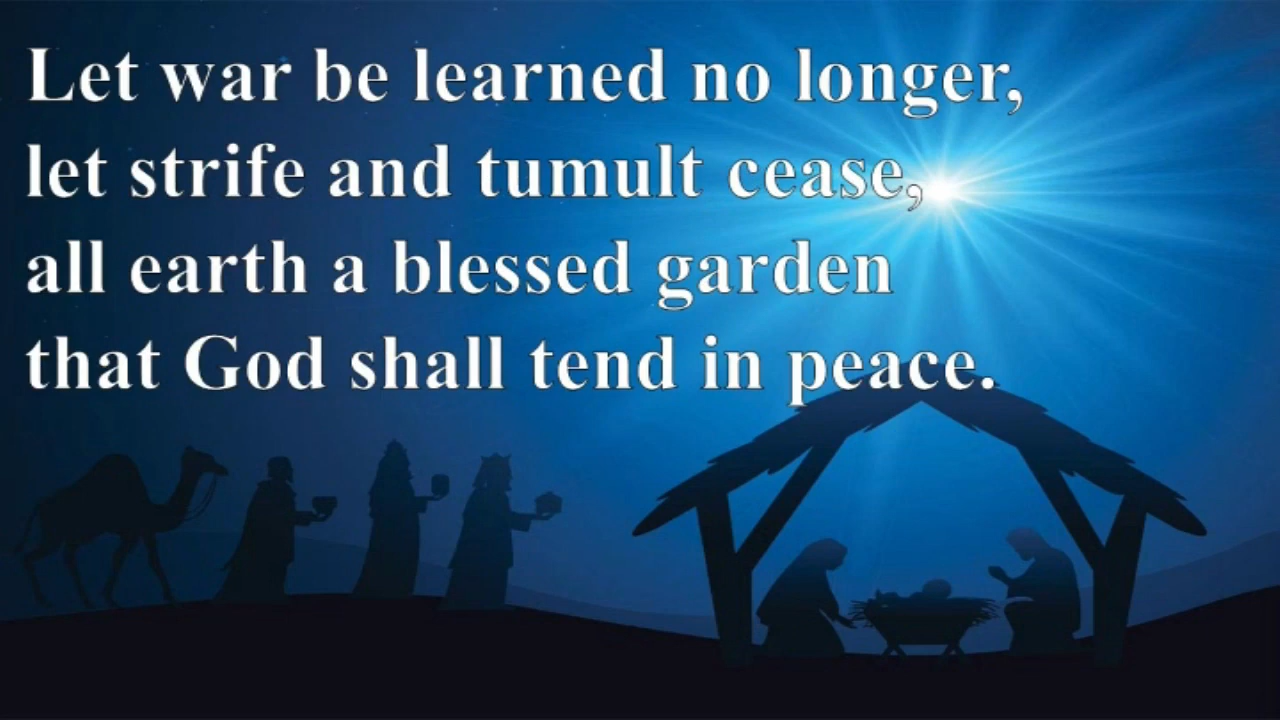 Let war be learned no longer,
let strife and tumult cease,
all earth a blessed garden
that God shall tend in peace.